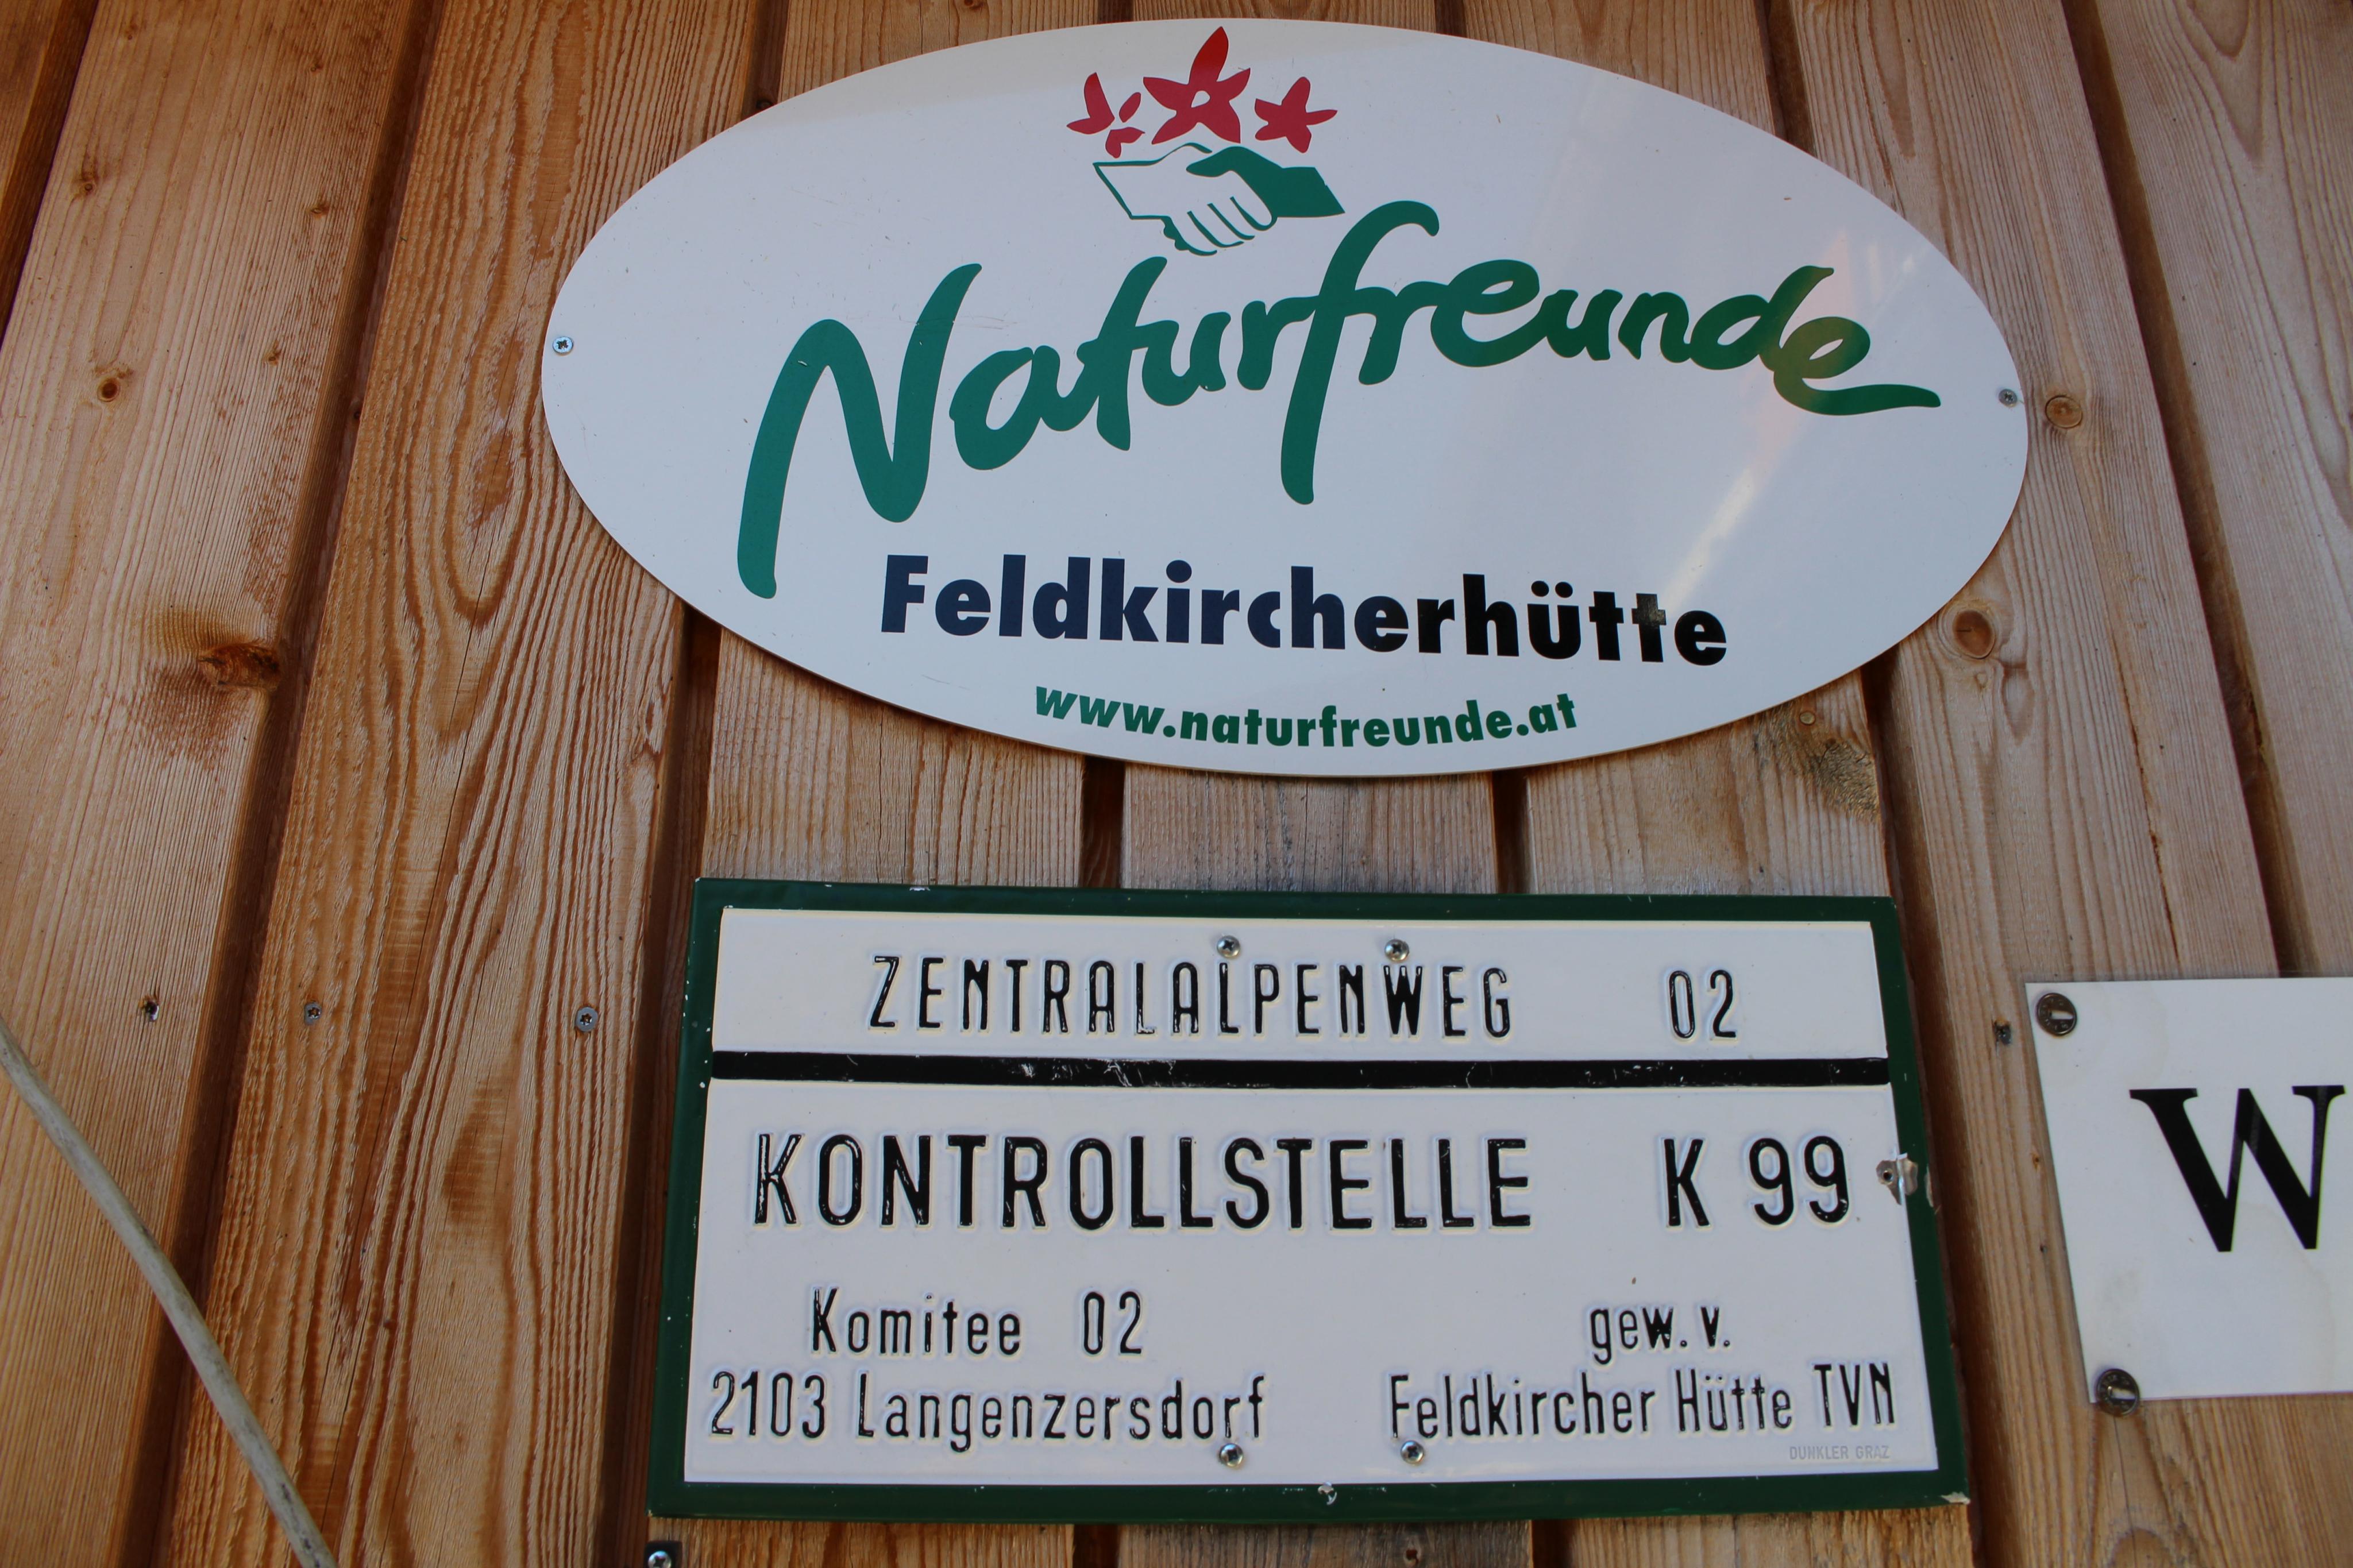 Naturfreunde
Feldkircherhütte
www.naturfreunde.at
ZENTRALALPENWEG 02
KONTROLLSTELLE K 99
Komitee 02 gew. v.
2103 Langenzersdorf Feldkircher Hütte TVN
DUNKLER GRAZ
W